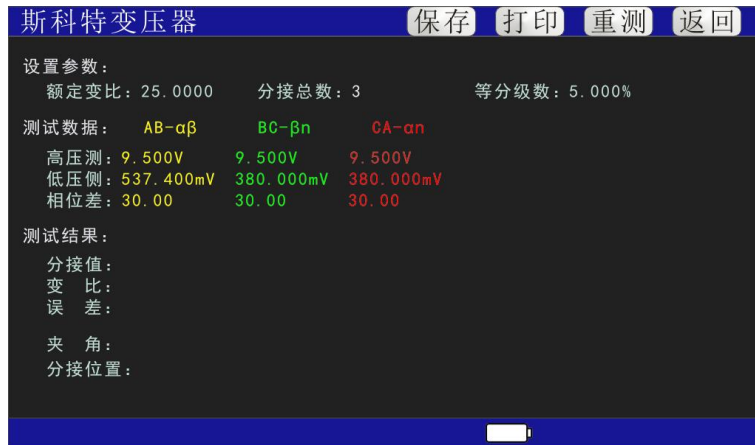 斯科特变压器 保存 打印 重测 返回
设置参数：
额定变比：25.0000 分接总数：3 等分级数：5.000%
测试数据： AB-αβ BC-βn CA-αn
高压测：9.500V 9.500V 9.500V
低压侧：537.400mV 380.000mV 380.000mV
相位差：30.00 30.00 30.00
测试结果：
分接值：
变 比：
误 差：
夹 角：
分接位置：